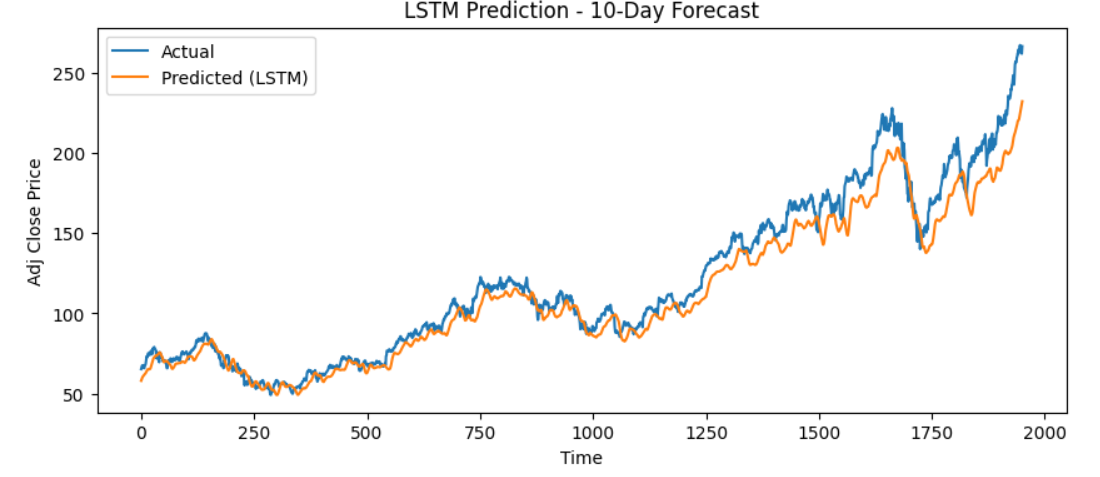 LSTM Prediction - 10-Day Forecast
Actual
Predicted (LSTM)
Adj Close Price
250
200
150
100
50
0 250 500 750 1000 1250 1500 1750 2000
Time